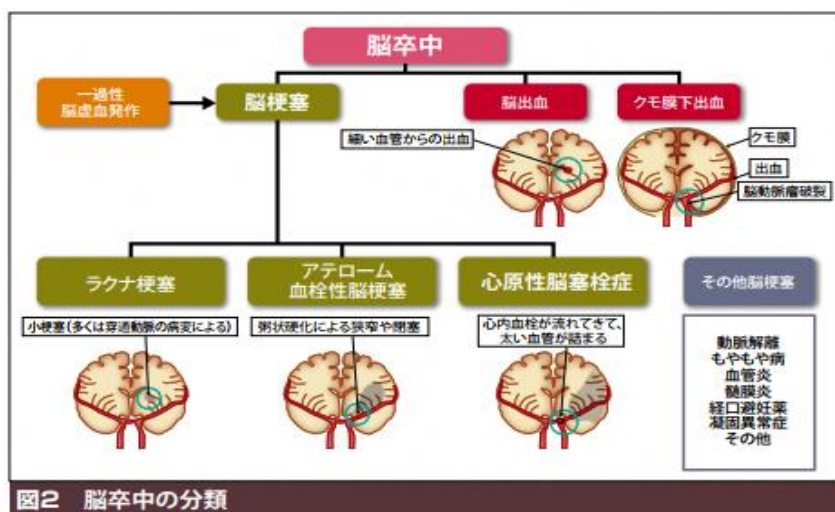 脳卒中
一過性
脳虚血発作
脳梗塞
脳出血
クモ膜下出血
細い血管からの出血
クモ膜
出血
脳動脈瘤破裂
ラクナ梗塞
アテローム
血栓性脳梗塞
心原性脳塞栓症
その他脳梗塞
小梗塞(多くは穿通動脈の病変による)
粥状硬化による狭窄や閉塞
心内血栓が流れてきて、
太い血管が詰まる
動脈解離
もやもや病
血管炎
髄膜炎
経口避妊薬
凝固異常症
その他
図2 脳卒中の分類